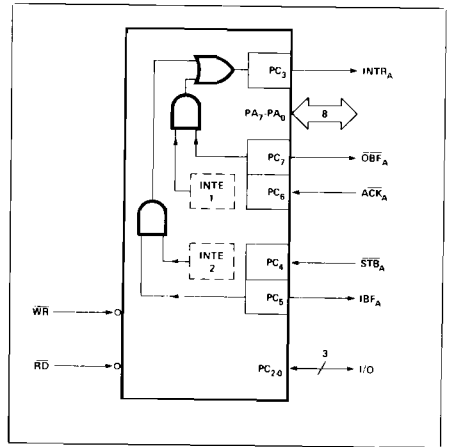 PC3 INTRA
PA7-PA0 8
PC7 OBFA
INTE 1
PC6 ACKA
INTE 2
PC4 STBA
PC5 IBFA
WR
RD
PC2-0 3 I/O